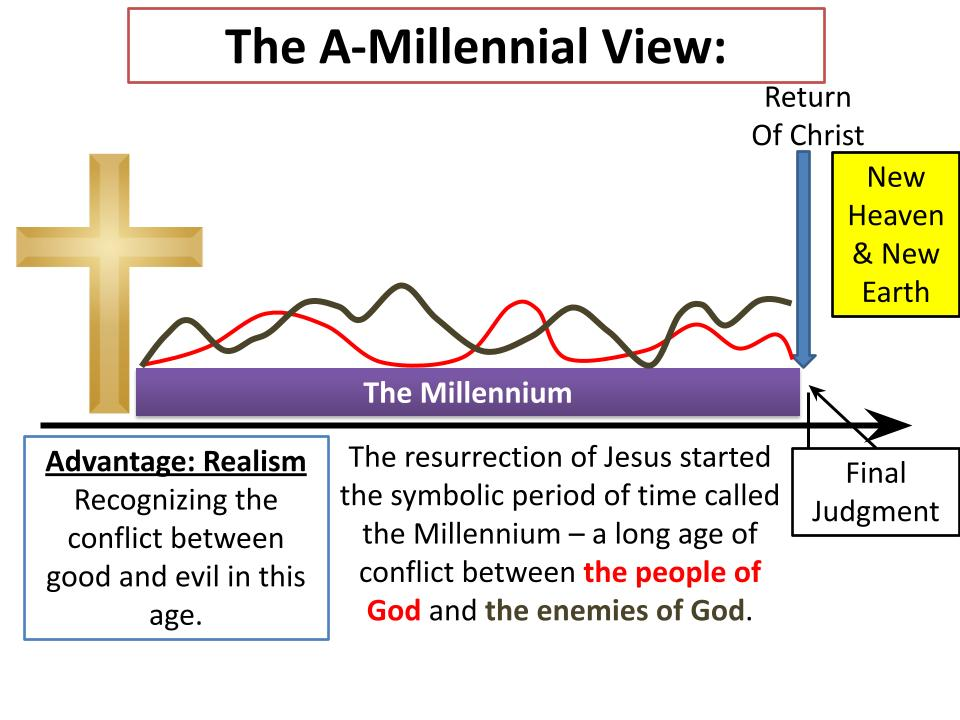 The A-Millennial View:
Return
Of Christ
New
Heaven
& New
Earth
The Millennium
Advantage: Realism
Recognizing the
conflict between
good and evil in this
age.
The resurrection of Jesus started
the symbolic period of time called
the Millennium – a long age of
conflict between the people of
God and the enemies of God.
Final
Judgment